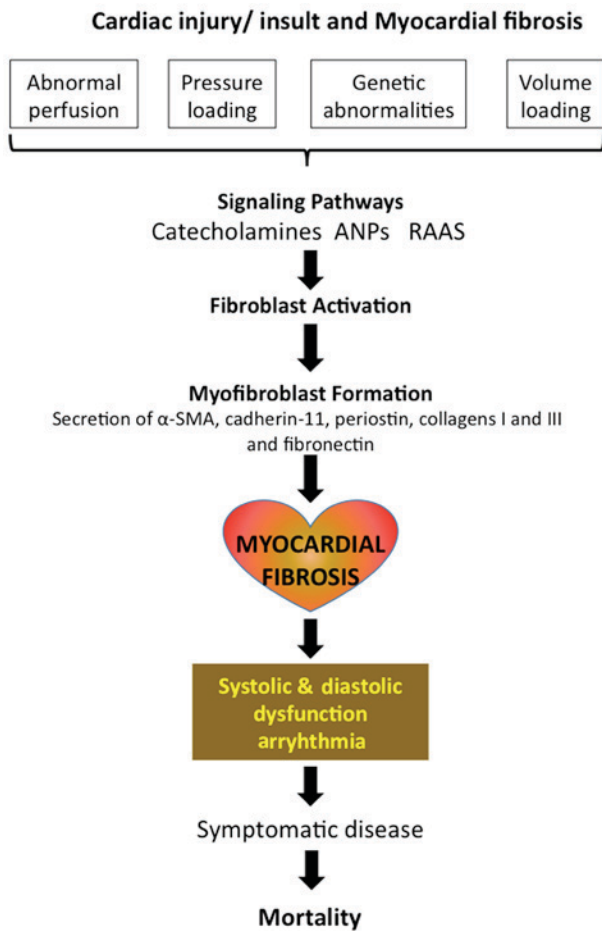 Cardiac injury/ insult and Myocardial fibrosis
Abnormal
perfusion
Pressure
loading
Genetic
abnormalities
Volume
loading
Signaling Pathways
Catecholamines ANPs RAAS
Fibroblast Activation
Myofibroblast Formation
Secretion of α-SMA, cadherin-11, periostin, collagens I and III
and fibronectin
MYOCARDIAL
FIBROSIS
Systolic & diastolic
dysfunction
arryhthmia
Symptomatic disease
Mortality